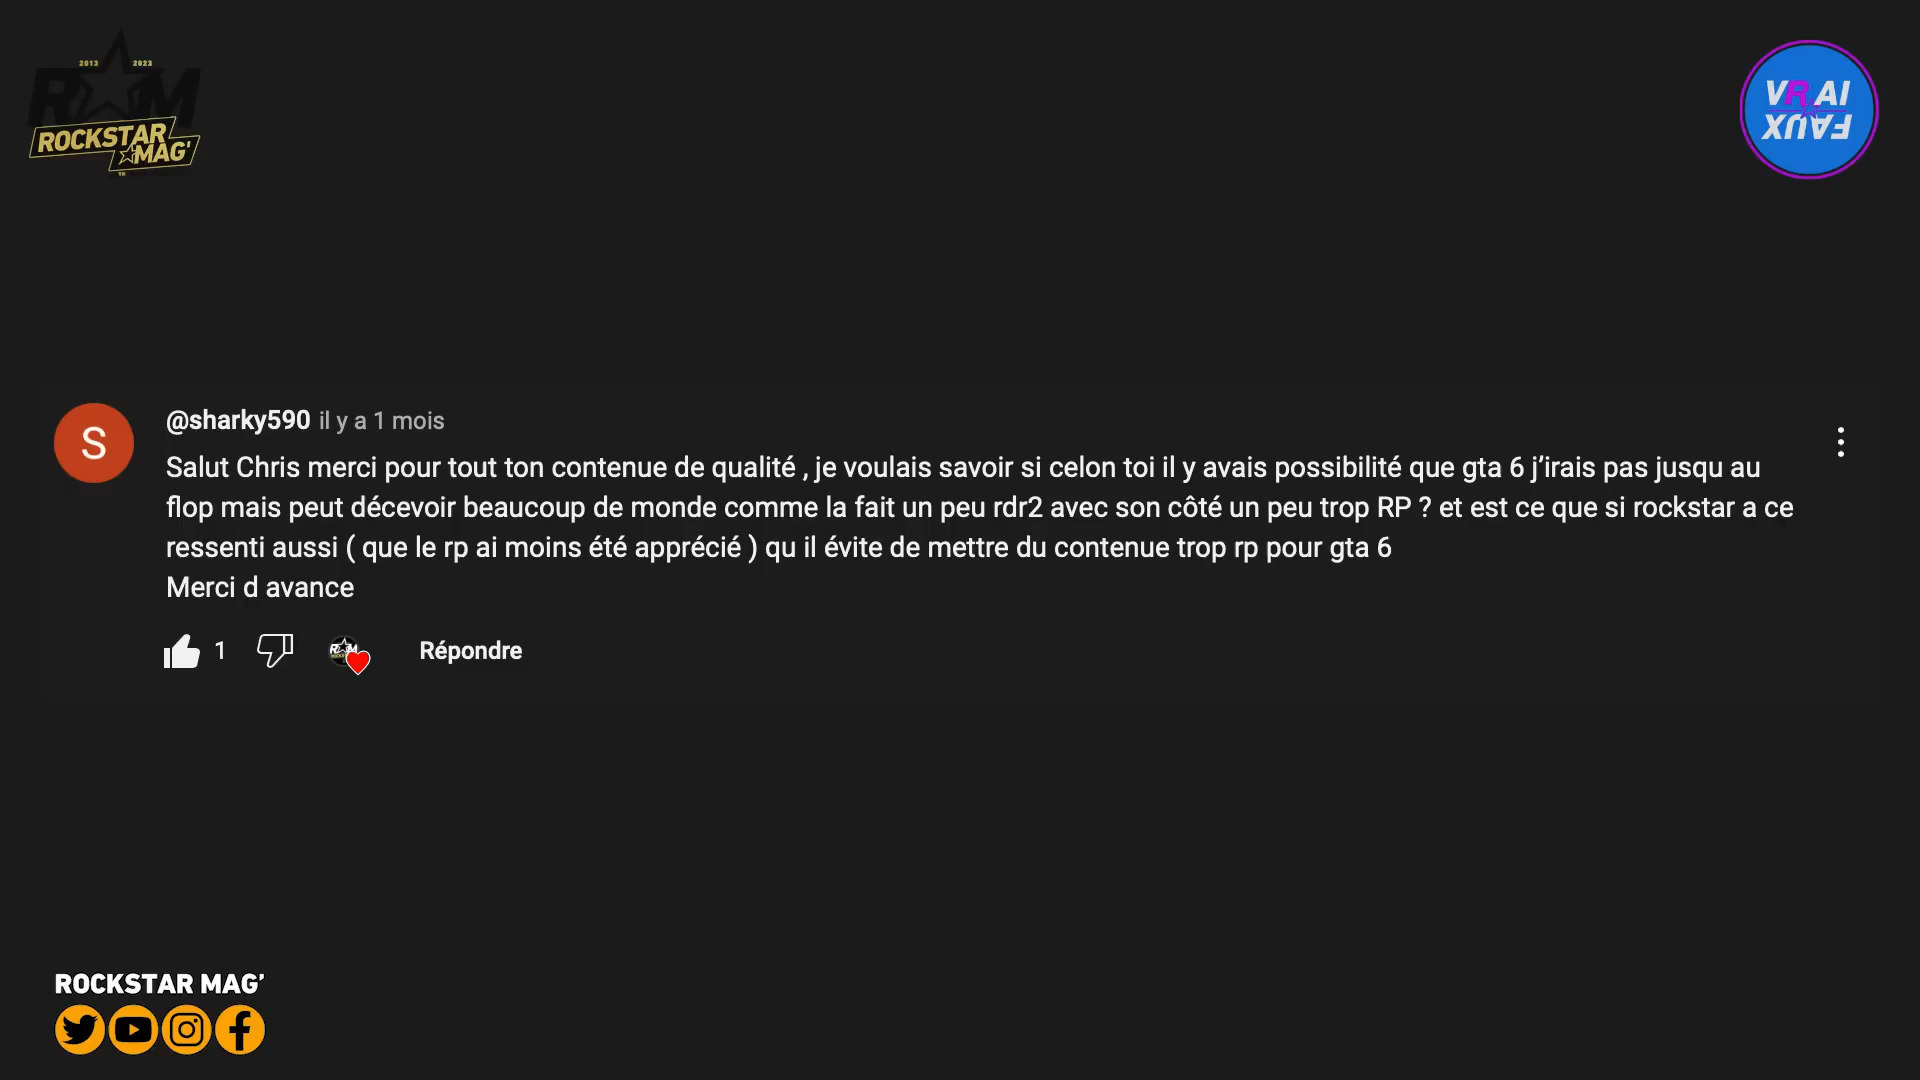 2013 2023
RM
ROCKSTAR
MAG'
VRAI
FAUX
S
@sharky590 il y a 1 mois
Salut Chris merci pour tout ton contenue de qualité , je voulais savoir si celon toi il y avais possibilité que gta 6 j’irais pas jusqu au
flop mais peut décevoir beaucoup de monde comme la fait un peu rdr2 avec son côté un peu trop RP ? et est ce que si rockstar a ce
ressenti aussi ( que le rp ai moins été apprécié ) qu il évite de mettre du contenue trop rp pour gta 6
Merci d avance
1
Répondre
ROCKSTAR MAG’